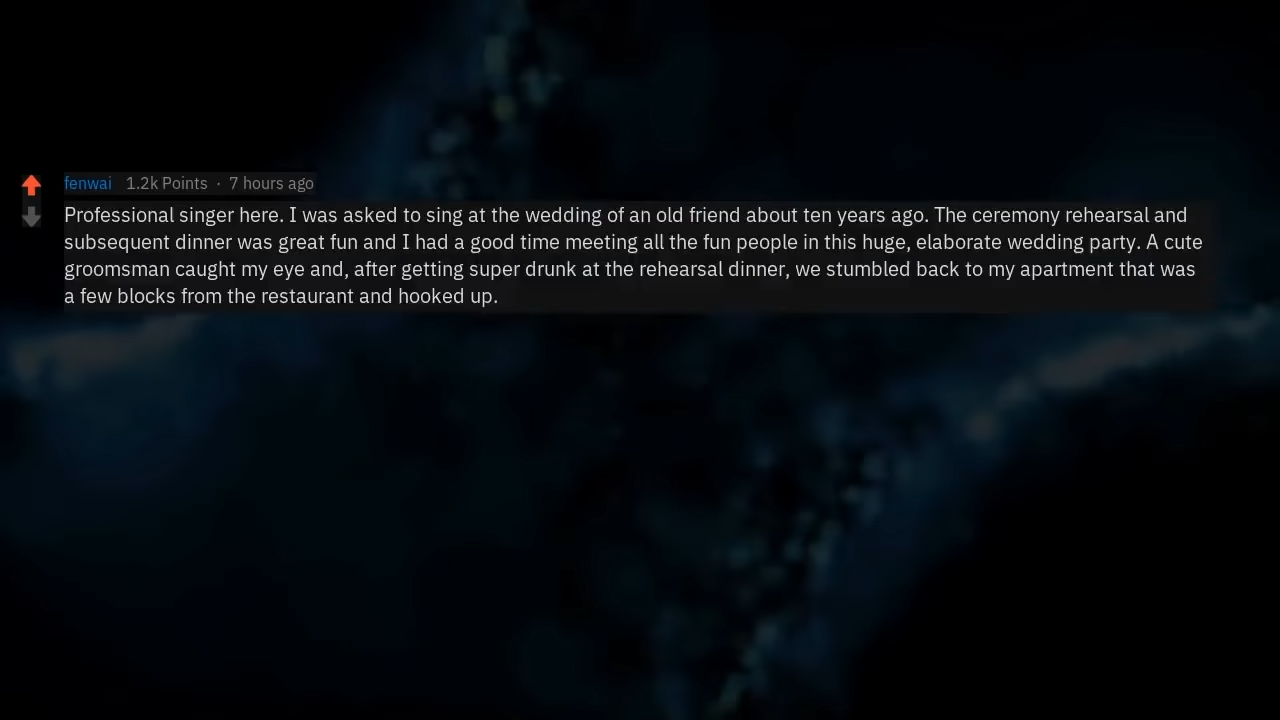 fenwai 1.2k Points · 7 hours ago
Professional singer here. I was asked to sing at the wedding of an old friend about ten years ago. The ceremony rehearsal and
subsequent dinner was great fun and I had a good time meeting all the fun people in this huge, elaborate wedding party. A cute
groomsman caught my eye and, after getting super drunk at the rehearsal dinner, we stumbled back to my apartment that was
a few blocks from the restaurant and hooked up.